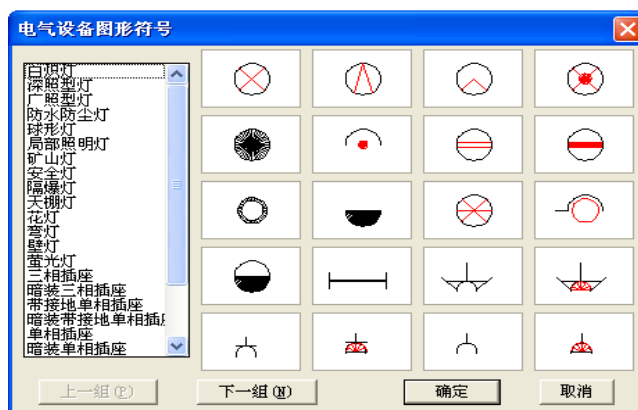 电气设备图形符号
白炽灯
深照型灯
广照型灯
防水防尘灯
球形灯
局部照明灯
矿山灯
安全灯
隔爆灯
天棚灯
花灯
弯灯
壁灯
萤光灯
三相插座
暗装三相插座
带接地单相插座
暗装带接地单相插
单相插座
暗装单相插座
上一组(P)
下一组(N)
确定
取消